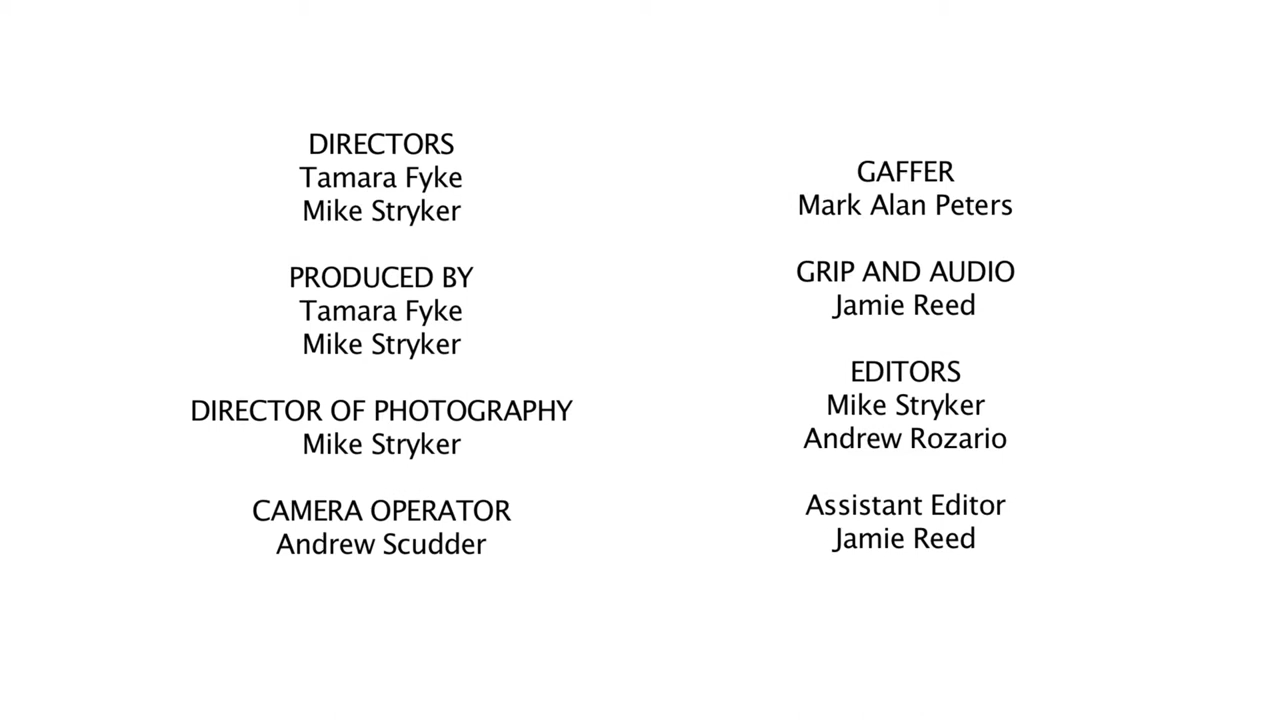 DIRECTORS
Tamara Fyke
Mike Stryker
PRODUCED BY
Tamara Fyke
Mike Stryker
DIRECTOR OF PHOTOGRAPHY
Mike Stryker
CAMERA OPERATOR
Andrew Scudder
GAFFER
Mark Alan Peters
GRIP AND AUDIO
Jamie Reed
EDITORS
Mike Stryker
Andrew Rozario
Assistant Editor
Jamie Reed